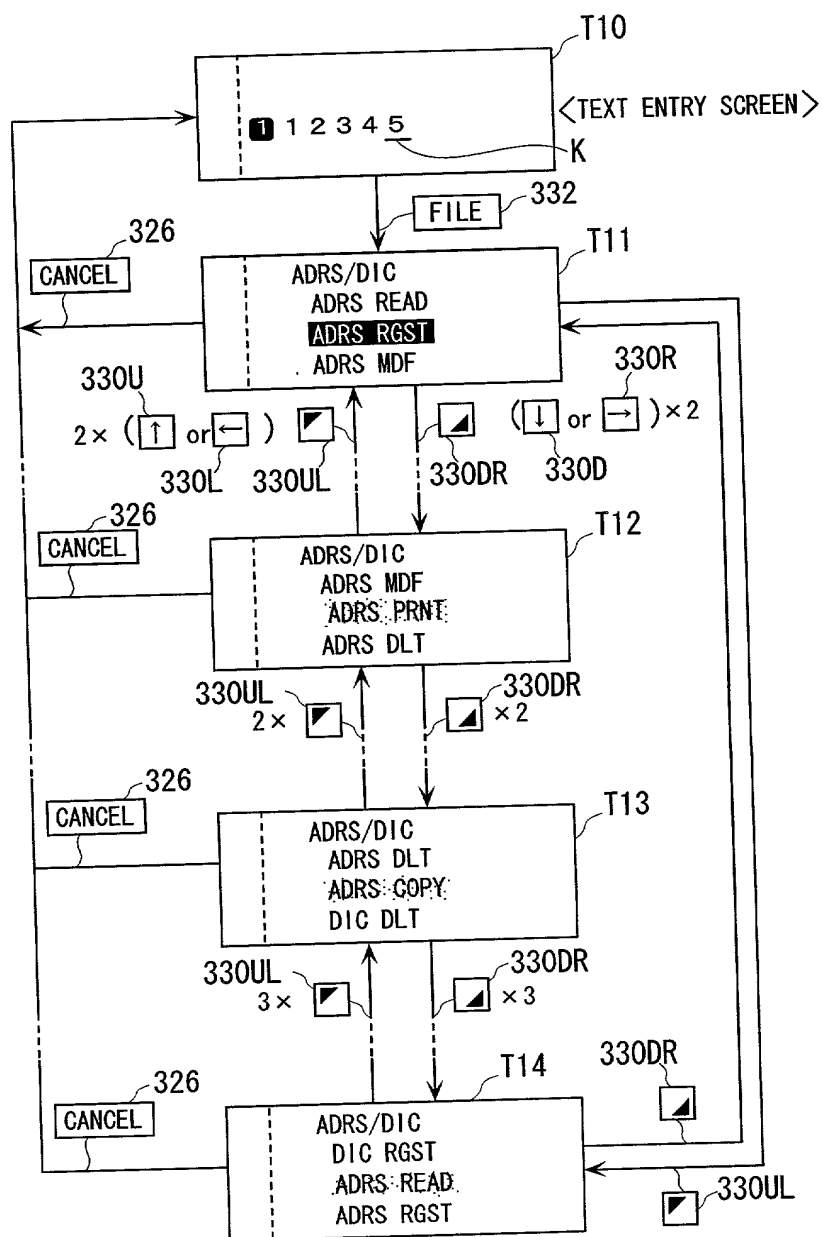 T10
1 1 2 3 4 5
<TEXT ENTRY SCREEN>
K
FILE
332
326
CANCEL
T11
ADRS/DIC
ADRS READ
ADRS RGST
ADRS MDF
330U
2× (↑ or ← )
330L
330UL
330DR
(↓ or → )×2
330R
330D
326
CANCEL
T12
ADRS/DIC
ADRS MDF
ADRS PRNT
ADRS DLT
330UL
2×
330DR
×2
326
CANCEL
T13
ADRS/DIC
ADRS DLT
ADRS COPY
DIC DLT
330UL
3×
330DR
×3
326
CANCEL
T14
ADRS/DIC
DIC RGST
ADRS READ
ADRS RGST
330DR
330UL